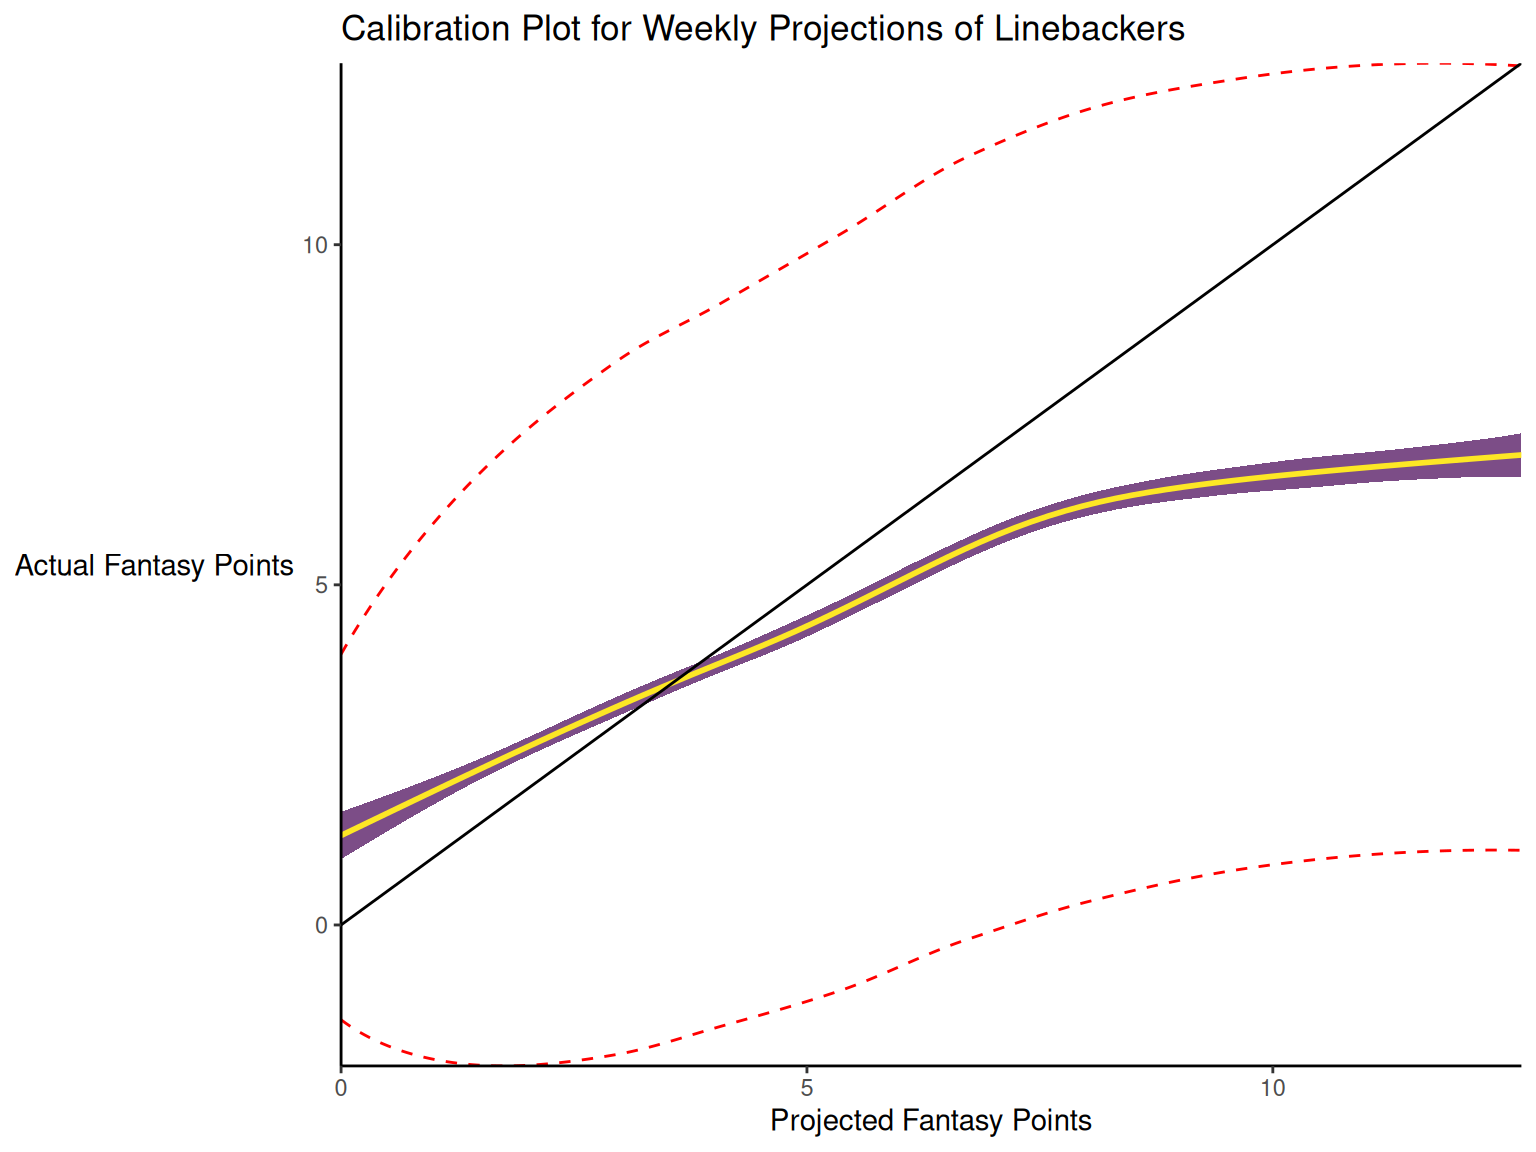 Calibration Plot for Weekly Projections of Linebackers
10
Actual Fantasy Points
5
0
0 5 10
Projected Fantasy Points